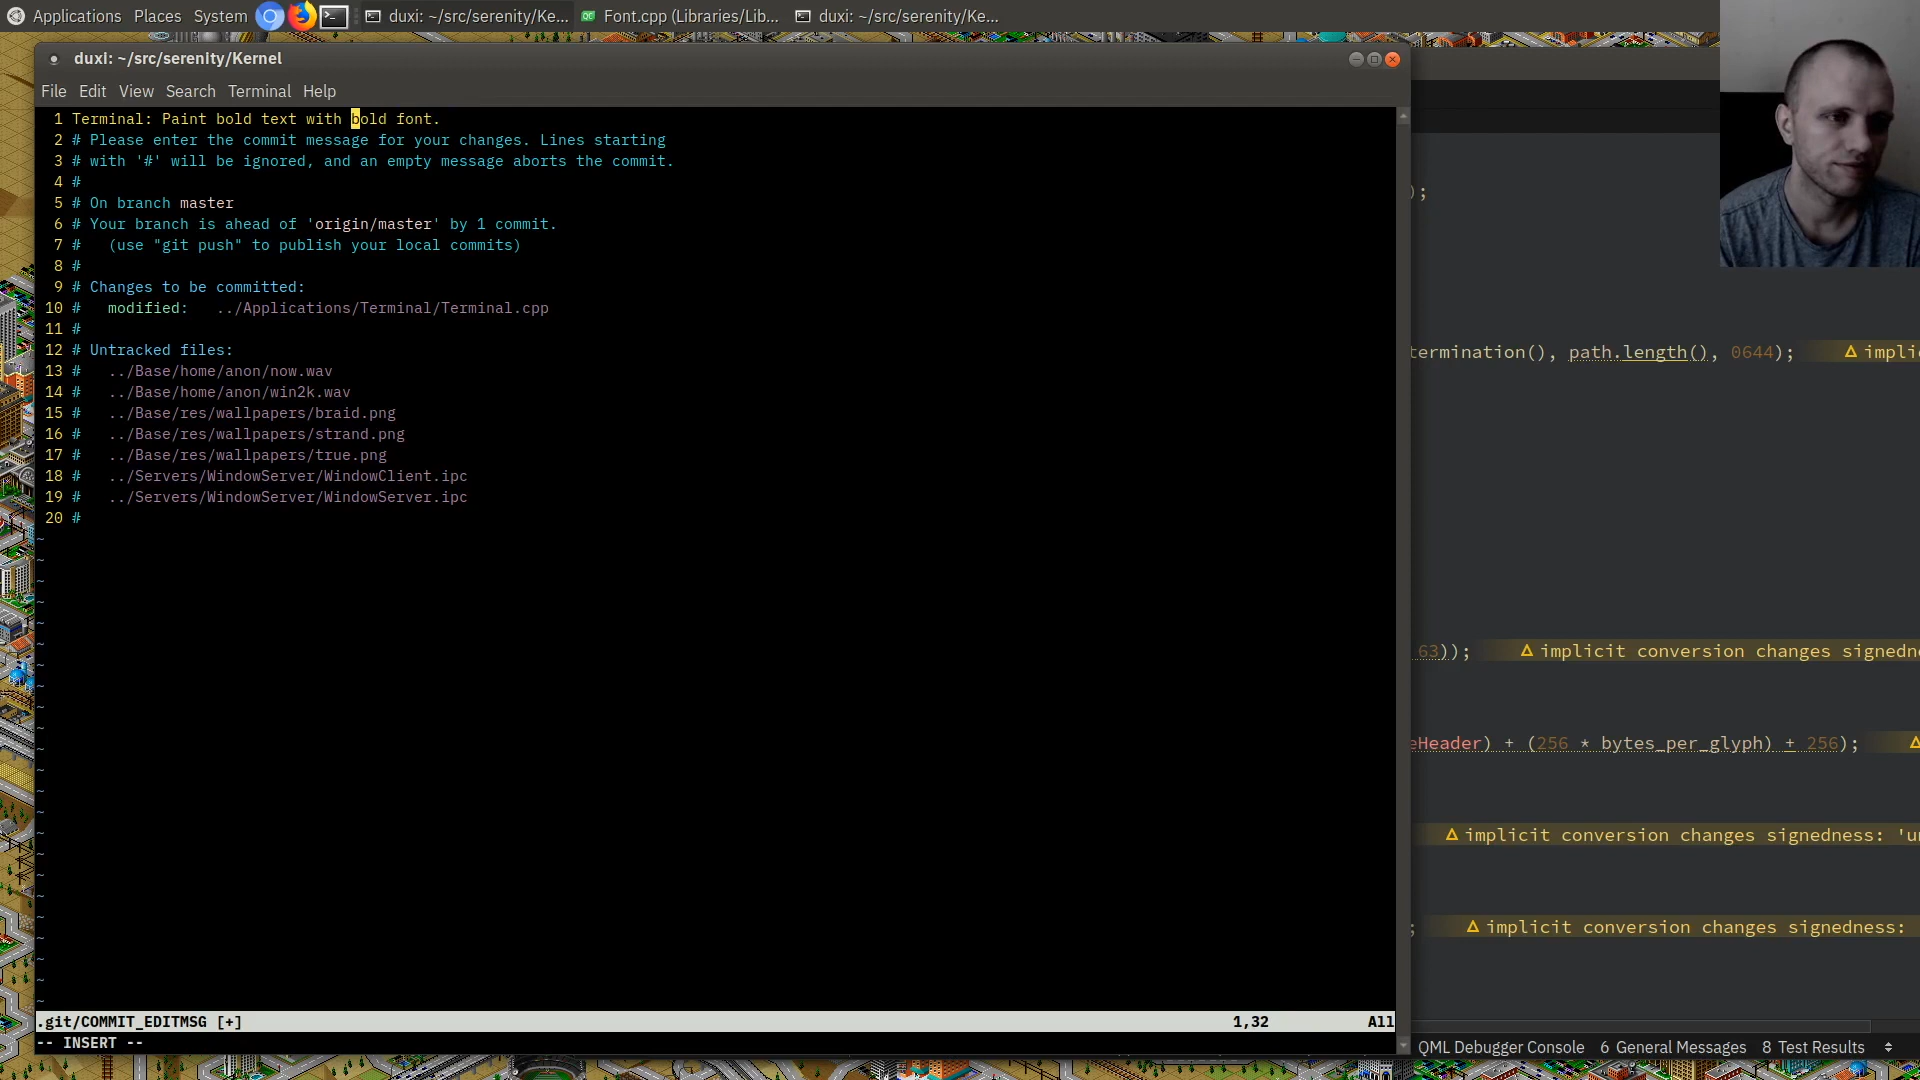 Applications Places System duxi: ~/src/serenity/Ke... Font.cpp (Libraries/Lib... duxi: ~/src/serenity/Ke...
duxi: ~/src/serenity/Kernel
File Edit View Search Terminal Help
1 Terminal: Paint bold text with bold font.
2 # Please enter the commit message for your changes. Lines starting
3 # with '#' will be ignored, and an empty message aborts the commit.
4 #
5 # On branch master
6 # Your branch is ahead of 'origin/master' by 1 commit.
7 #   (use "git push" to publish your local commits)
8 #
9 # Changes to be committed:
10 #   modified:   ../Applications/Terminal/Terminal.cpp
11 #
12 # Untracked files:
13 #   ../Base/home/anon/now.wav
14 #   ../Base/home/anon/win2k.wav
15 #   ../Base/res/wallpapers/braid.png
16 #   ../Base/res/wallpapers/strand.png
17 #   ../Base/res/wallpapers/true.png
18 #   ../Servers/WindowServer/WindowClient.ipc
19 #   ../Servers/WindowServer/WindowServer.ipc
20 #
.git/COMMIT_EDITMSG [+] 1,32 All
-- INSERT --
);
termination(), path.length(), 0644); implic
63)); implicit conversion changes signedn
eHeader) + (256 * bytes_per_glyph) + 256);
implicit conversion changes signedness: 'u
; implicit conversion changes signedness:
QML Debugger Console 6 General Messages 8 Test Results